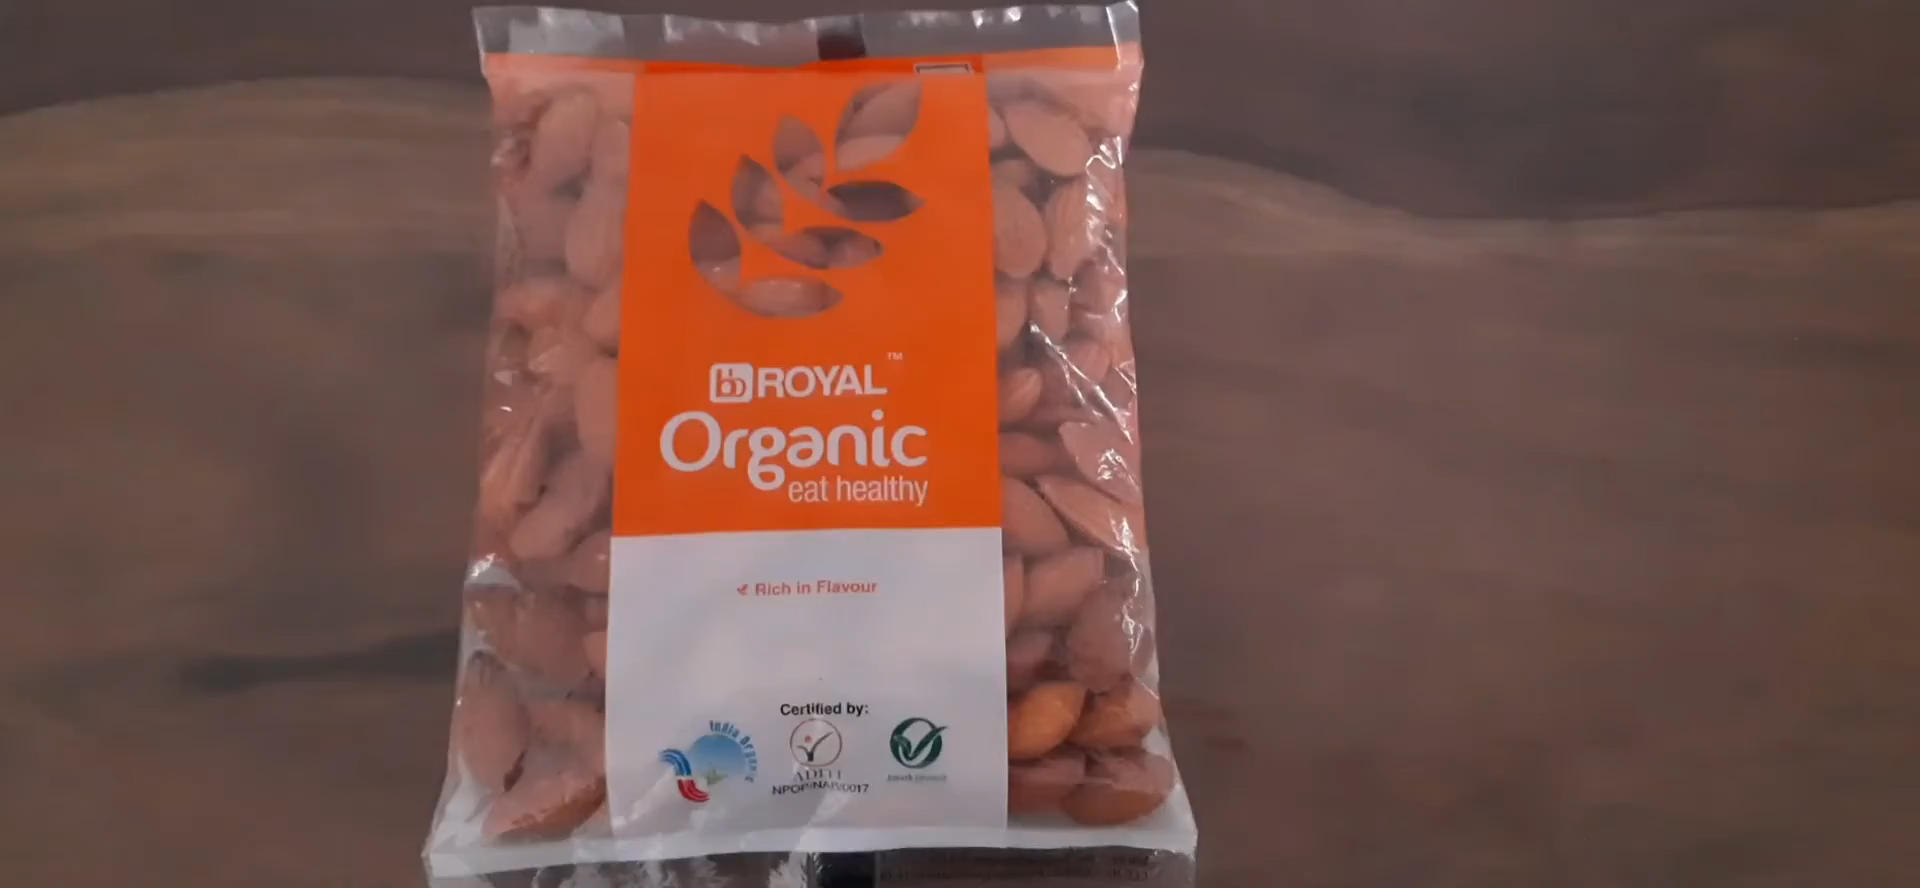 bb ROYAL™
Organic
eat healthy
Rich in Flavour
Certified by:
India Organic
ADITI
NPOP/NAB/0017